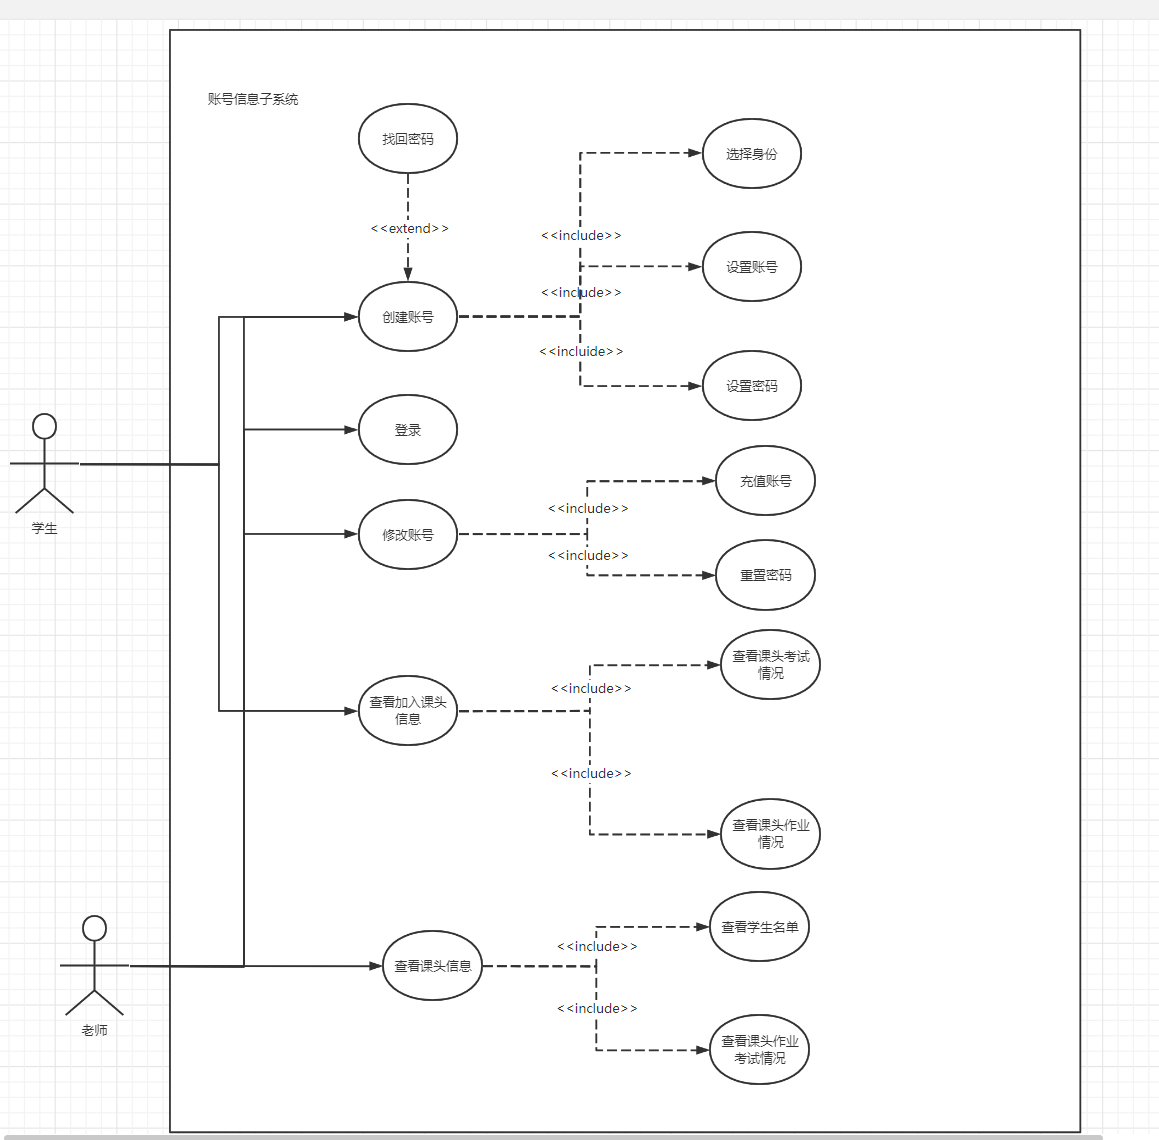 账号信息子系统
找回密码
选择身份
<<extend>>
<<include>>
设置账号
<<include>>
创建账号
<<incluide>>
设置密码
登录
充值账号
<<include>>
学生
修改账号
<<include>>
重置密码
查看课头考试
情况
<<include>>
查看加入课头
信息
<<include>>
查看课头作业
情况
查看学生名单
<<include>>
查看课头信息
<<include>>
老师
查看课头作业
考试情况